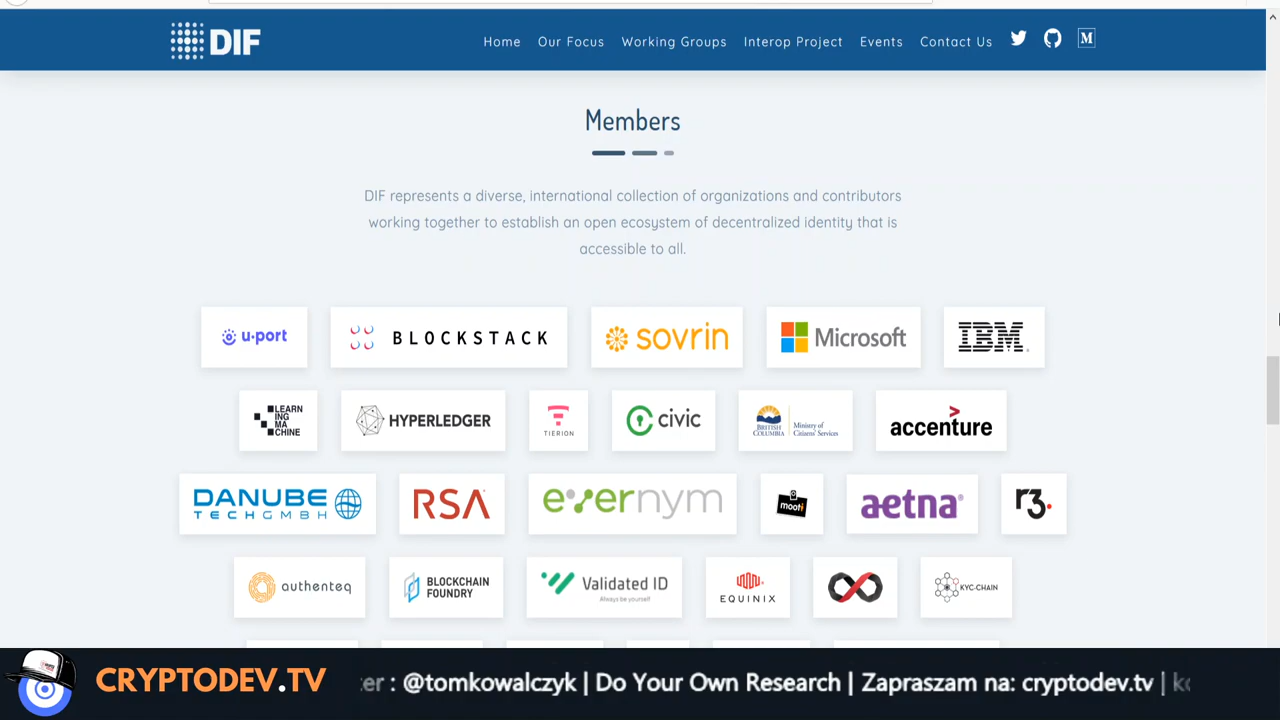 DIF
Home Our Focus Working Groups Interop Project Events Contact Us M
Members
DIF represents a diverse, international collection of organizations and contributors
working together to establish an open ecosystem of decentralized identity that is
accessible to all.
u·port BLOCKSTACK sovrin Microsoft IBM
LEARN
ING MA
CHINE
HYPERLEDGER
TIERION
civic
BRITISH
COLUMBIA
Ministry of
Citizens' Services
accenture
DANUBE
TECH GMBH
RSA
evernym
mooti
aetna
r3.
authenteq
BLOCKCHAIN
FOUNDRY
Validated ID
Always be yourself
EQUINIX
KYC-CHAIN
CRYPTODEV.TV
ter : @tomkowalczyk | Do Your Own Research | Zapraszam na: cryptodev.tv | ko